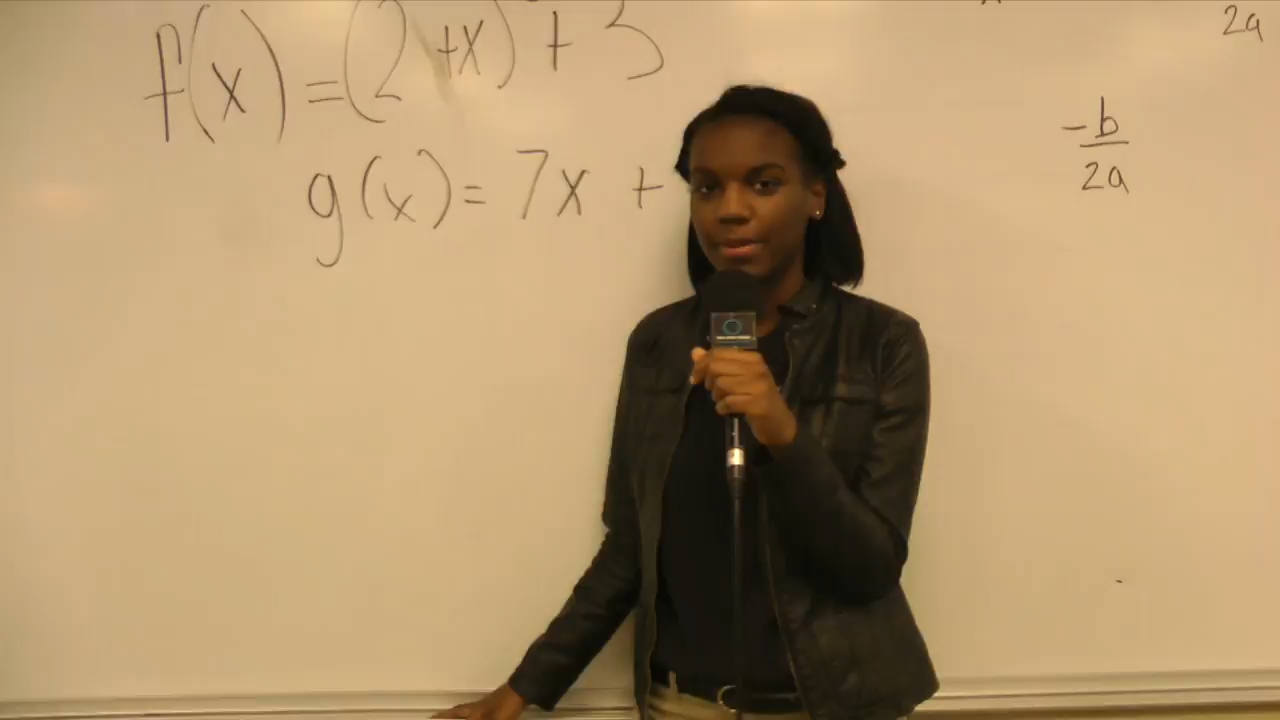 f(x) = (2+x) + 3
2a
g(x) = 7x +
-b
2a